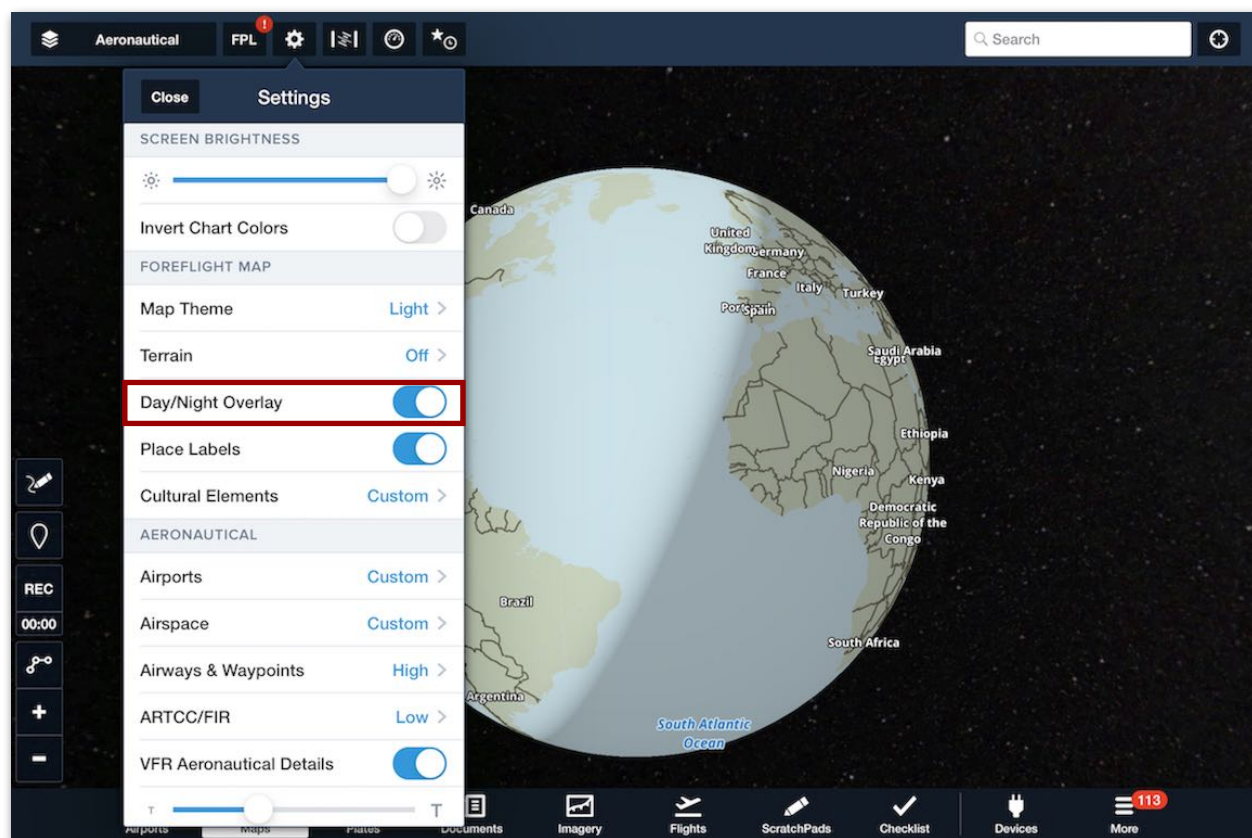 Aeronautical
FPL
!
Search
Close
Settings
SCREEN BRIGHTNESS
Invert Chart Colors
FOREFLIGHT MAP
Map Theme
Light
Terrain
Off
Day/Night Overlay
Place Labels
Cultural Elements
Custom
AERONAUTICAL
Airports
Custom
Airspace
Custom
Airways & Waypoints
High
ARTCC/FIR
Low
VFR Aeronautical Details
T
T
Canada
United
Kingdom
Germany
France
Italy
Turkey
Spain
Saudi Arabia
Egypt
Ethiopia
Nigeria
Kenya
Democratic
Republic of the
Congo
Brazil
South Africa
Argentina
South Atlantic
Ocean
REC
00:00
Airports
Maps
Plates
Documents
Imagery
Flights
ScratchPads
Checklist
Devices
More
113